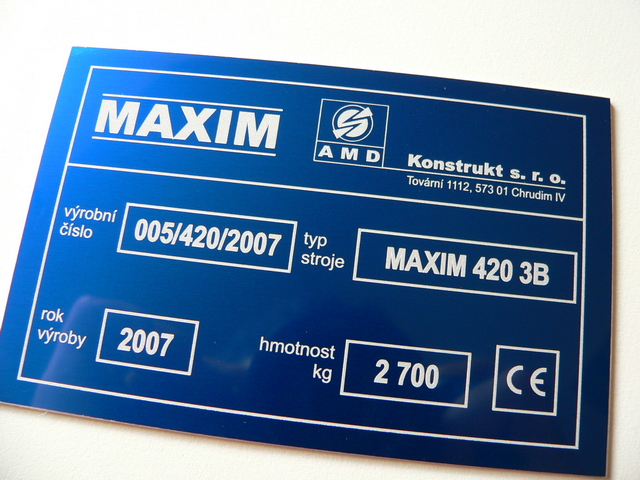 MAXIM
AMD
Konstrukt s. r. o.
Tovární 1112, 573 01 Chrudim IV
výrobní číslo
005/420/2007
typ stroje
MAXIM 420 3B
rok výroby
2007
hmotnost kg
2 700
CE